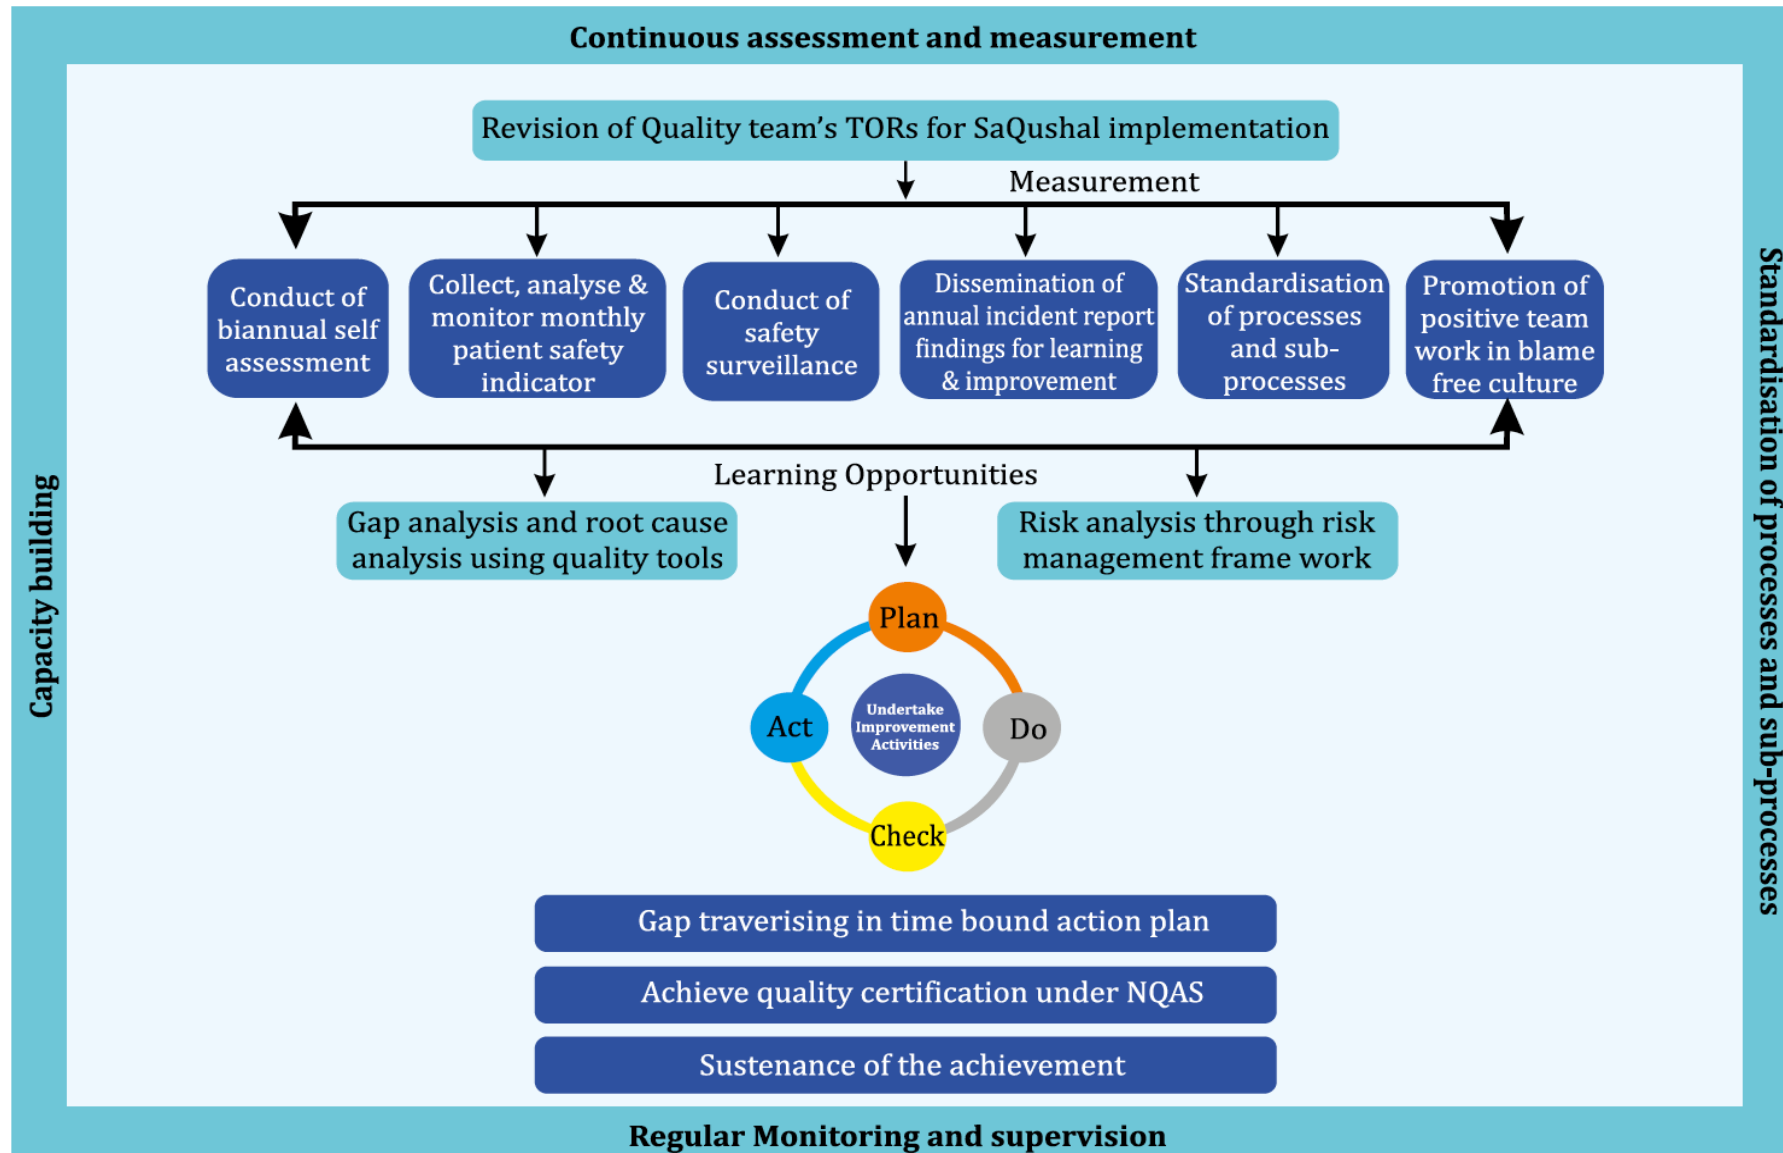 Continuous assessment and measurement
Revision of Quality team's TORs for SaQushal implementation
Measurement
Conduct of
biannual self
assessment
Collect, analyse &
monitor monthly
patient safety
indicator
Conduct of
safety
surveillance
Dissemination of
annual incident report
findings for learning
& improvement
Standardisation
of processes
and sub-
processes
Promotion of
positive team
work in blame
free culture
Learning Opportunities
Gap analysis and root cause
analysis using quality tools
Risk analysis through risk
management frame work
Plan
Act
Undertake
Improvement
Activities
Do
Check
Gap traverising in time bound action plan
Achieve quality certification under NQAS
Sustenance of the achievement
Capacity building
Standardisation of processes and sub-processes
Regular Monitoring and supervision